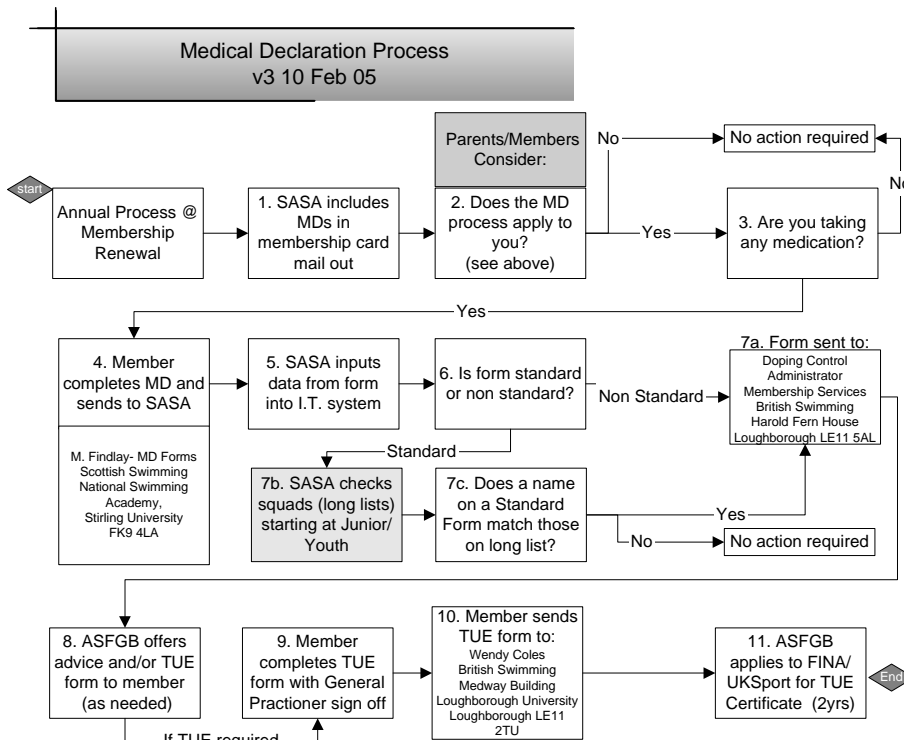 Medical Declaration Process
v3 10 Feb 05
Parents/Members
Consider:
No
No action required
No
start
Annual Process @
Membership
Renewal
1. SASA includes
MDs in
membership card
mail out
2. Does the MD
process apply to
you?
(see above)
Yes
3. Are you taking
any medication?
Yes
4. Member
completes MD and
sends to SASA
M. Findlay- MD Forms
Scottish Swimming
National Swimming
Academy,
Stirling University
FK9 4LA
5. SASA inputs
data from form
into I.T. system
6. Is form standard
or non standard?
Non Standard
7a. Form sent to:
Doping Control
Administrator
Membership Services
British Swimming
Harold Fern House
Loughborough LE11 5AL
Standard
7b. SASA checks
squads (long lists)
starting at Junior/
Youth
7c. Does a name
on a Standard
Form match those
on long list?
Yes
No
No action required
8. ASFGB offers
advice and/or TUE
form to member
(as needed)
If TUE required
9. Member
completes TUE
form with General
Practioner sign off
10. Member sends
TUE form to:
Wendy Coles
British Swimming
Medway Building
Loughborough University
Loughborough LE11
2TU
11. ASFGB
applies to FINA/
UKSport for TUE
Certificate (2yrs)
End